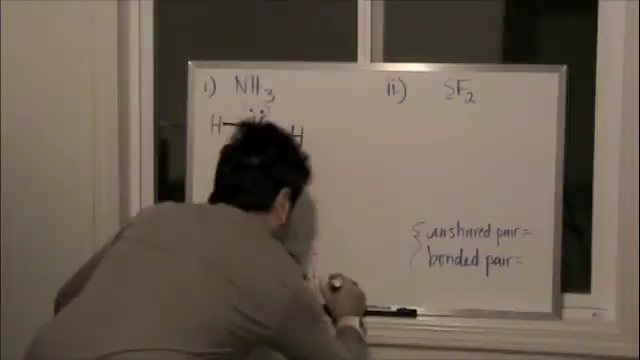 i) NH3
H H
ii) SF2
unshared pair =
bonded pair =